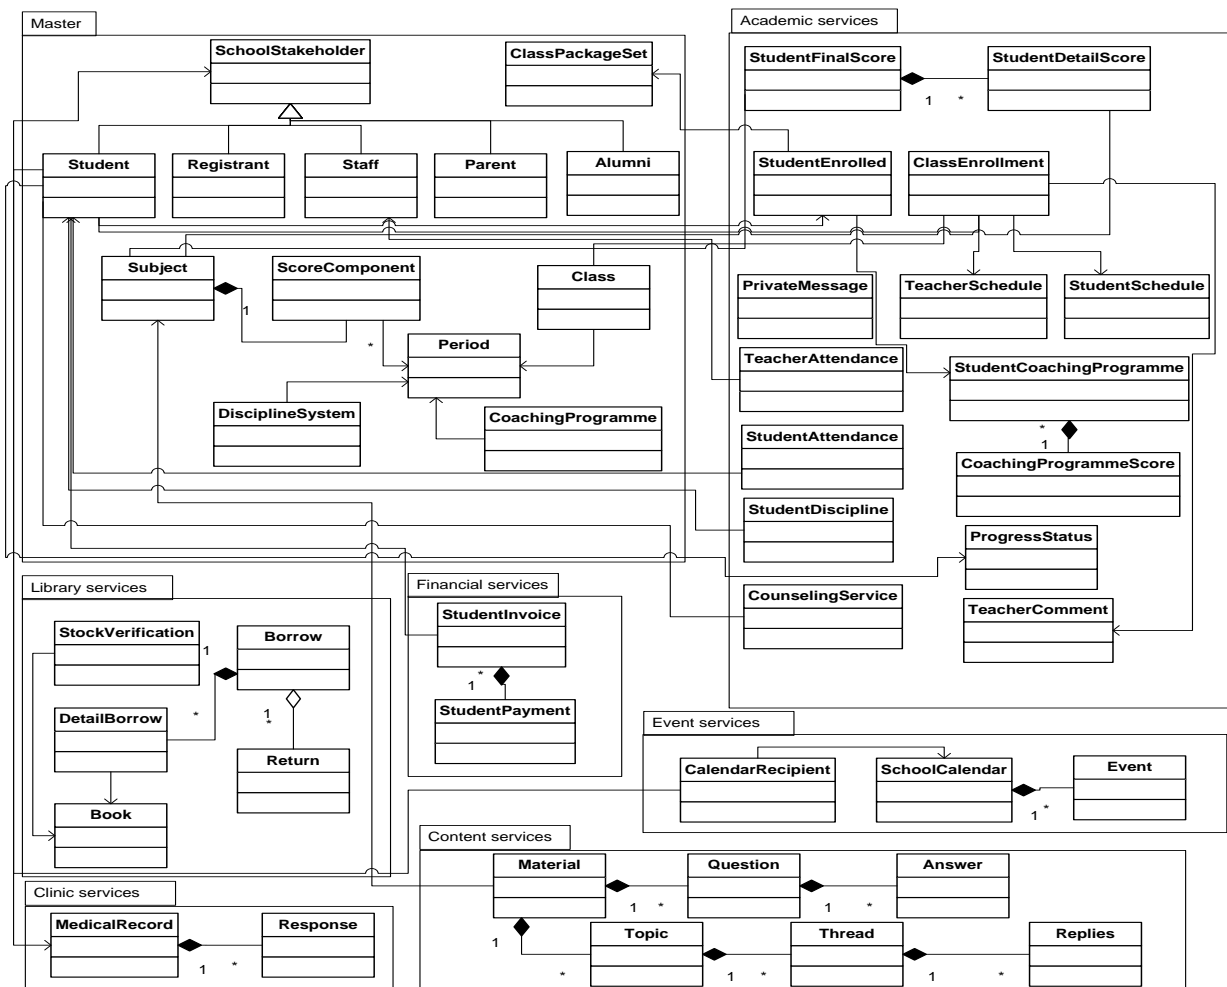 Master
Academic services
SchoolStakeholder
ClassPackageSet
StudentFinalScore
StudentDetailScore
1 *
Student
Registrant
Staff
Parent
Alumni
StudentEnrolled
ClassEnrollment
Subject
ScoreComponent
Class
PrivateMessage
TeacherSchedule
StudentSchedule
1
*
Period
TeacherAttendance
StudentCoachingProgramme
DisciplineSystem
CoachingProgramme
StudentAttendance
*
1
CoachingProgrammeScore
StudentDiscipline
ProgressStatus
Library services
Financial services
CounselingService
TeacherComment
StockVerification
1
Borrow
StudentInvoice
*
1
DetailBorrow
*
1
*
StudentPayment
Return
Event services
CalendarRecipient
SchoolCalendar
Event
1 *
Book
Content services
Material
Question
Answer
1 *
1 *
Clinic services
MedicalRecord
Response
1 *
Topic
Thread
Replies
1
*
1 *
1 *